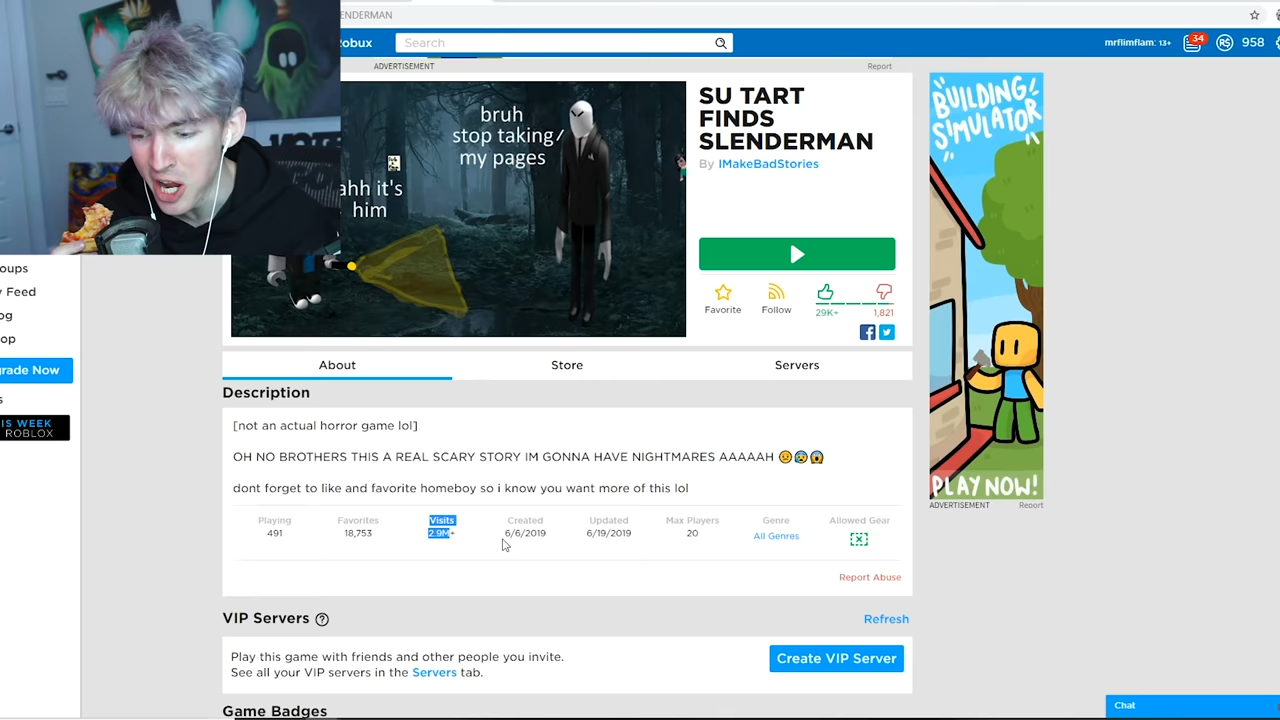 ENDERMAN
Robux
Search
mrflimflam: 13+
34
958
ADVERTISEMENT
Report
bruh
stop taking
my pages
ahh it's
him
SU TART
FINDS
SLENDERMAN
By IMakeBadStories
Favorite
Follow
29K+
1,821
BUILDING
SIMULATOR
PLAY NOW!
ADVERTISEMENT
Report
oups
y Feed
og
op
grade Now
s
IS WEEK
ROBLOX
About
Store
Servers
Description
[not an actual horror game lol]
OH NO BROTHERS THIS A REAL SCARY STORY IM GONNA HAVE NIGHTMARES AAAAAH 😣😰😱
dont forget to like and favorite homeboy so i know you want more of this lol
Playing
491
Favorites
18,753
Visits
2.9M+
Created
6/6/2019
Updated
6/19/2019
Max Players
20
Genre
All Genres
Allowed Gear
Report Abuse
VIP Servers ?
Refresh
Play this game with friends and other people you invite.
See all your VIP servers in the Servers tab.
Create VIP Server
Game Badges
Chat